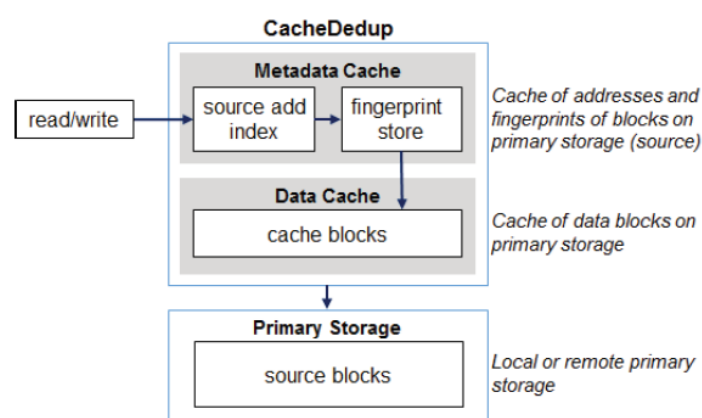 CacheDedup
Metadata Cache
read/write
source add
index
fingerprint
store
Cache of addresses and
fingerprints of blocks on
primary storage (source)
Data Cache
cache blocks
Cache of data blocks on
primary storage
Primary Storage
source blocks
Local or remote primary
storage